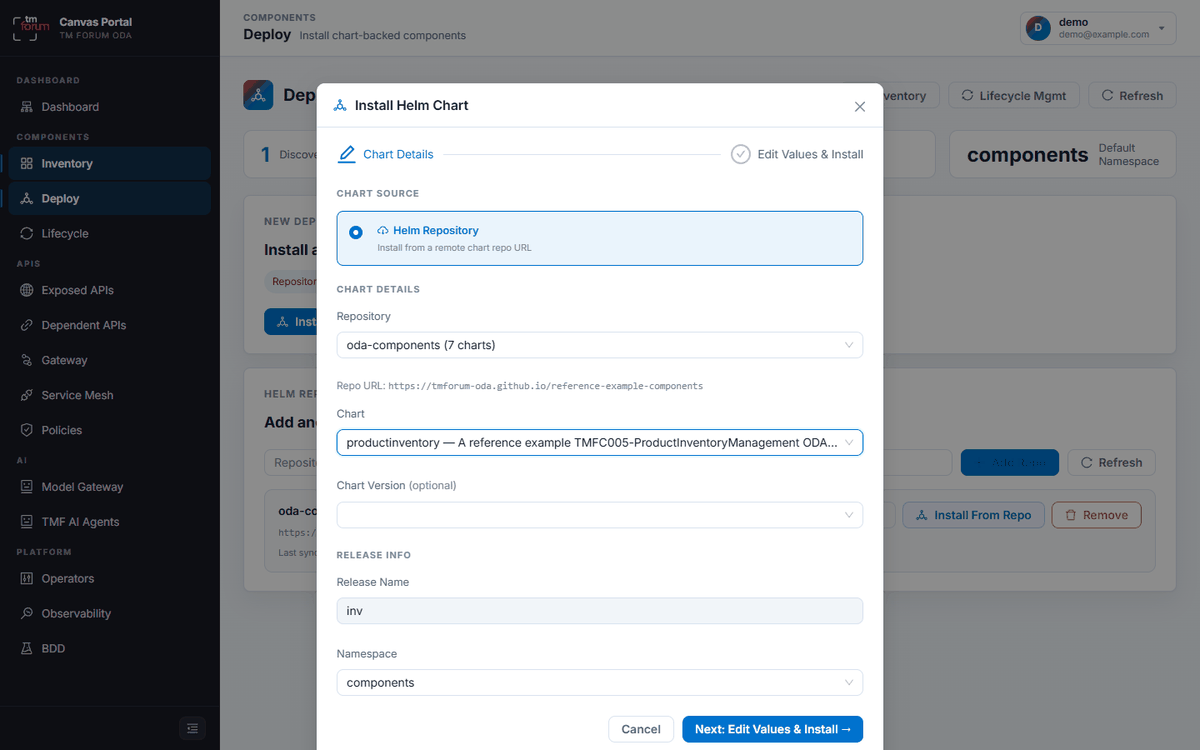 tm
forum
Canvas Portal
TM FORUM ODA
DASHBOARD
Dashboard
COMPONENTS
Inventory
Deploy
Lifecycle
APIS
Exposed APIs
Dependent APIs
Gateway
Service Mesh
Policies
AI
Model Gateway
TMF AI Agents
PLATFORM
Operators
Observability
BDD
COMPONENTS
Deploy Install chart-backed components
D
demo
demo@example.com
Dep
ventory
Lifecycle Mgmt
Refresh
1 Discove
components
Default
Namespace
NEW DEP
Install a
Repositor
Inst
HELM REP
Add an
Reposito
Refresh
oda-co
https:/
Last sync
Install From Repo
Remove
Install Helm Chart
Chart Details
Edit Values & Install
CHART SOURCE
Helm Repository
Install from a remote chart repo URL
CHART DETAILS
Repository
oda-components (7 charts)
Repo URL: https://tmforum-oda.github.io/reference-example-components
Chart
productinventory — A reference example TMFC005-ProductInventoryManagement ODA...
Chart Version (optional)
RELEASE INFO
Release Name
inv
Namespace
components
Cancel
Next: Edit Values & Install →